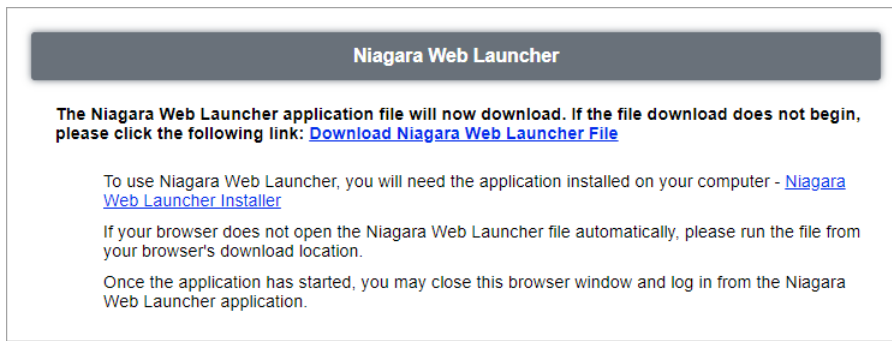 Niagara Web Launcher
The Niagara Web Launcher application file will now download. If the file download does not begin,
please click the following link: Download Niagara Web Launcher File
To use Niagara Web Launcher, you will need the application installed on your computer - Niagara
Web Launcher Installer
If your browser does not open the Niagara Web Launcher file automatically, please run the file from
your browser's download location.
Once the application has started, you may close this browser window and log in from the Niagara
Web Launcher application.